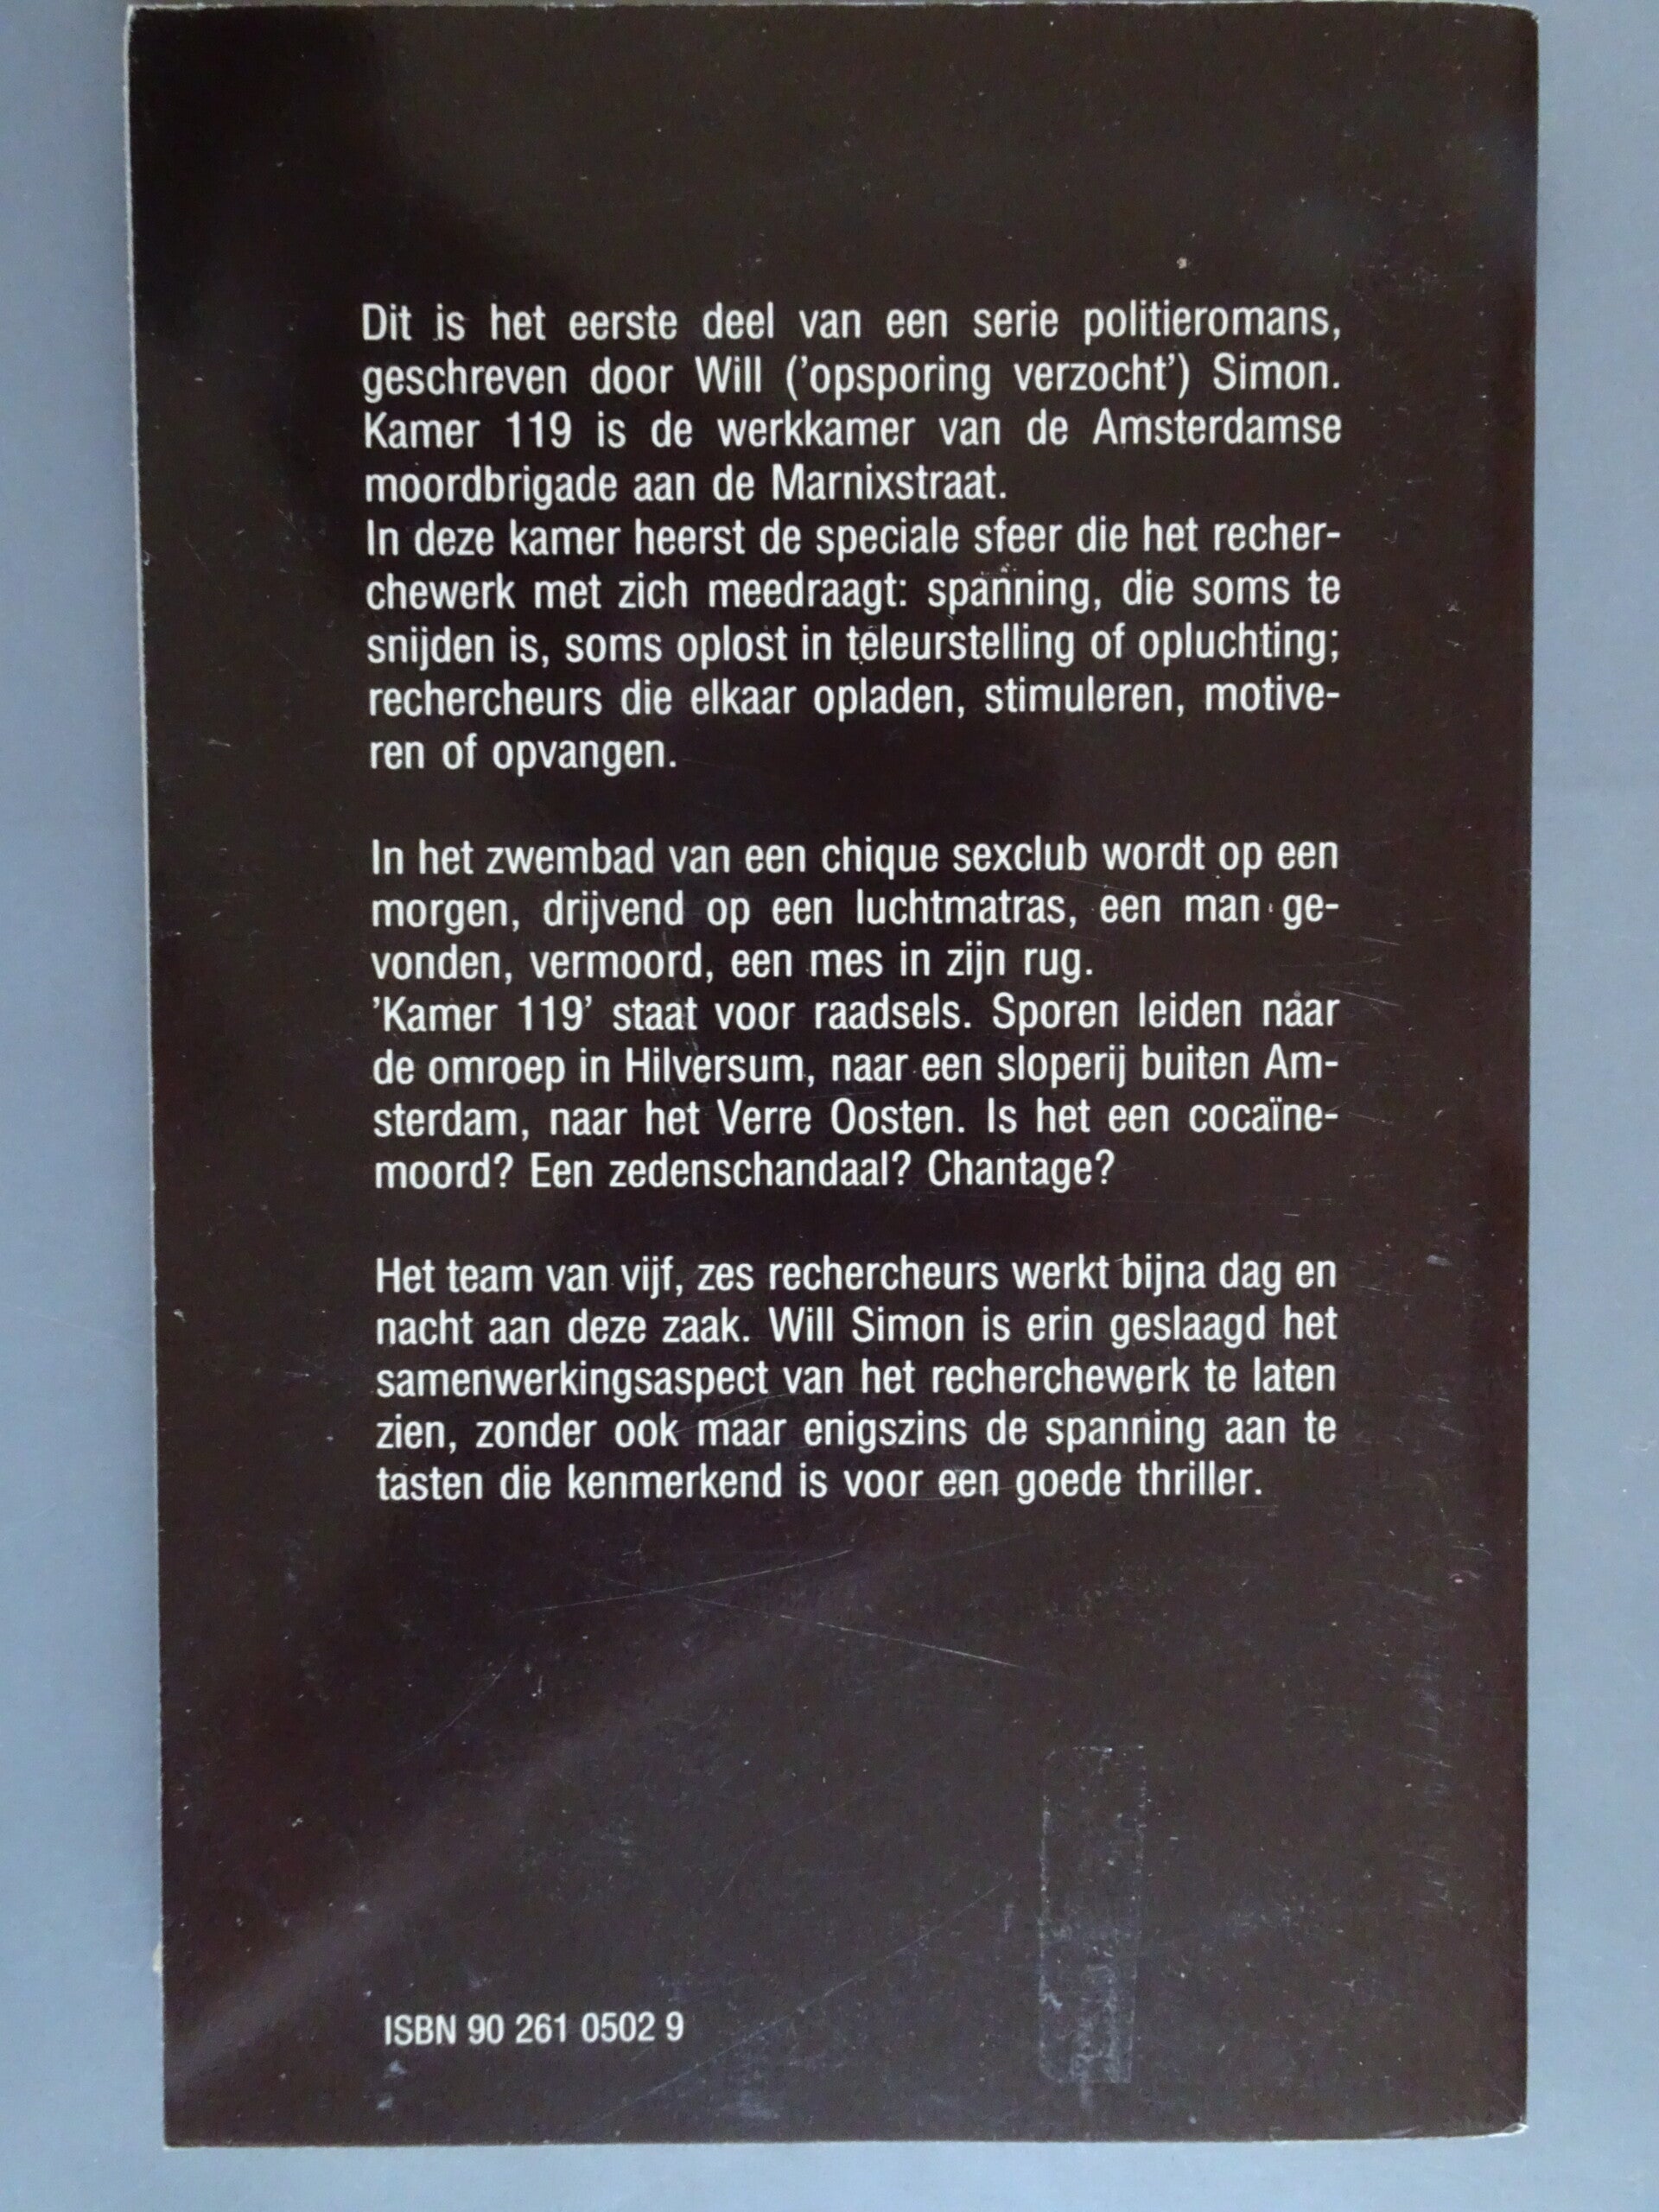 Dit is het eerste deel van een serie politieromans,
geschreven door Will ('opsporing verzocht') Simon.
Kamer 119 is de werkkamer van de Amsterdamse
moordbrigade aan de Marnixstraat.
In deze kamer heerst de speciale sfeer die het recher-
chewerk met zich meedraagt: spanning, die soms te
snijden is, soms oplost in teleurstelling of opluchting;
rechercheurs die elkaar opladen, stimuleren, motive-
ren of opvangen.
In het zwembad van een chique sexclub wordt op een
morgen, drijvend op een luchtmatras, een man ge-
vonden, vermoord, een mes in zijn rug.
'Kamer 119' staat voor raadsels. Sporen leiden naar
de omroep in Hilversum, naar een sloperij buiten Am-
sterdam, naar het Verre Oosten. Is het een cocaïne-
moord? Een zedenschandaal? Chantage?
Het team van vijf, zes rechercheurs werkt bijna dag en
nacht aan deze zaak. Will Simon is erin geslaagd het
samenwerkingsaspect van het recherchewerk te laten
zien, zonder ook maar enigszins de spanning aan te
tasten die kenmerkend is voor een goede thriller.
ISBN 90 261 0502 9